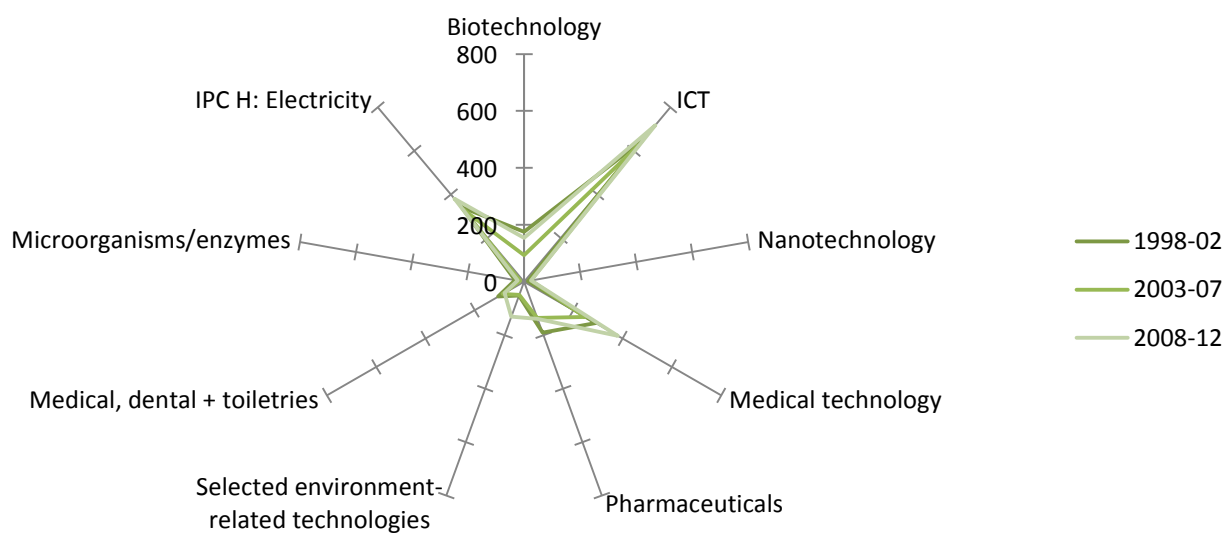 Biotechnology
800
600
400
200
0
ICT
Nanotechnology
Medical technology
Pharmaceuticals
Selected environment-
related technologies
Medical, dental + toiletries
Microorganisms/enzymes
IPC H: Electricity
1998-02
2003-07
2008-12